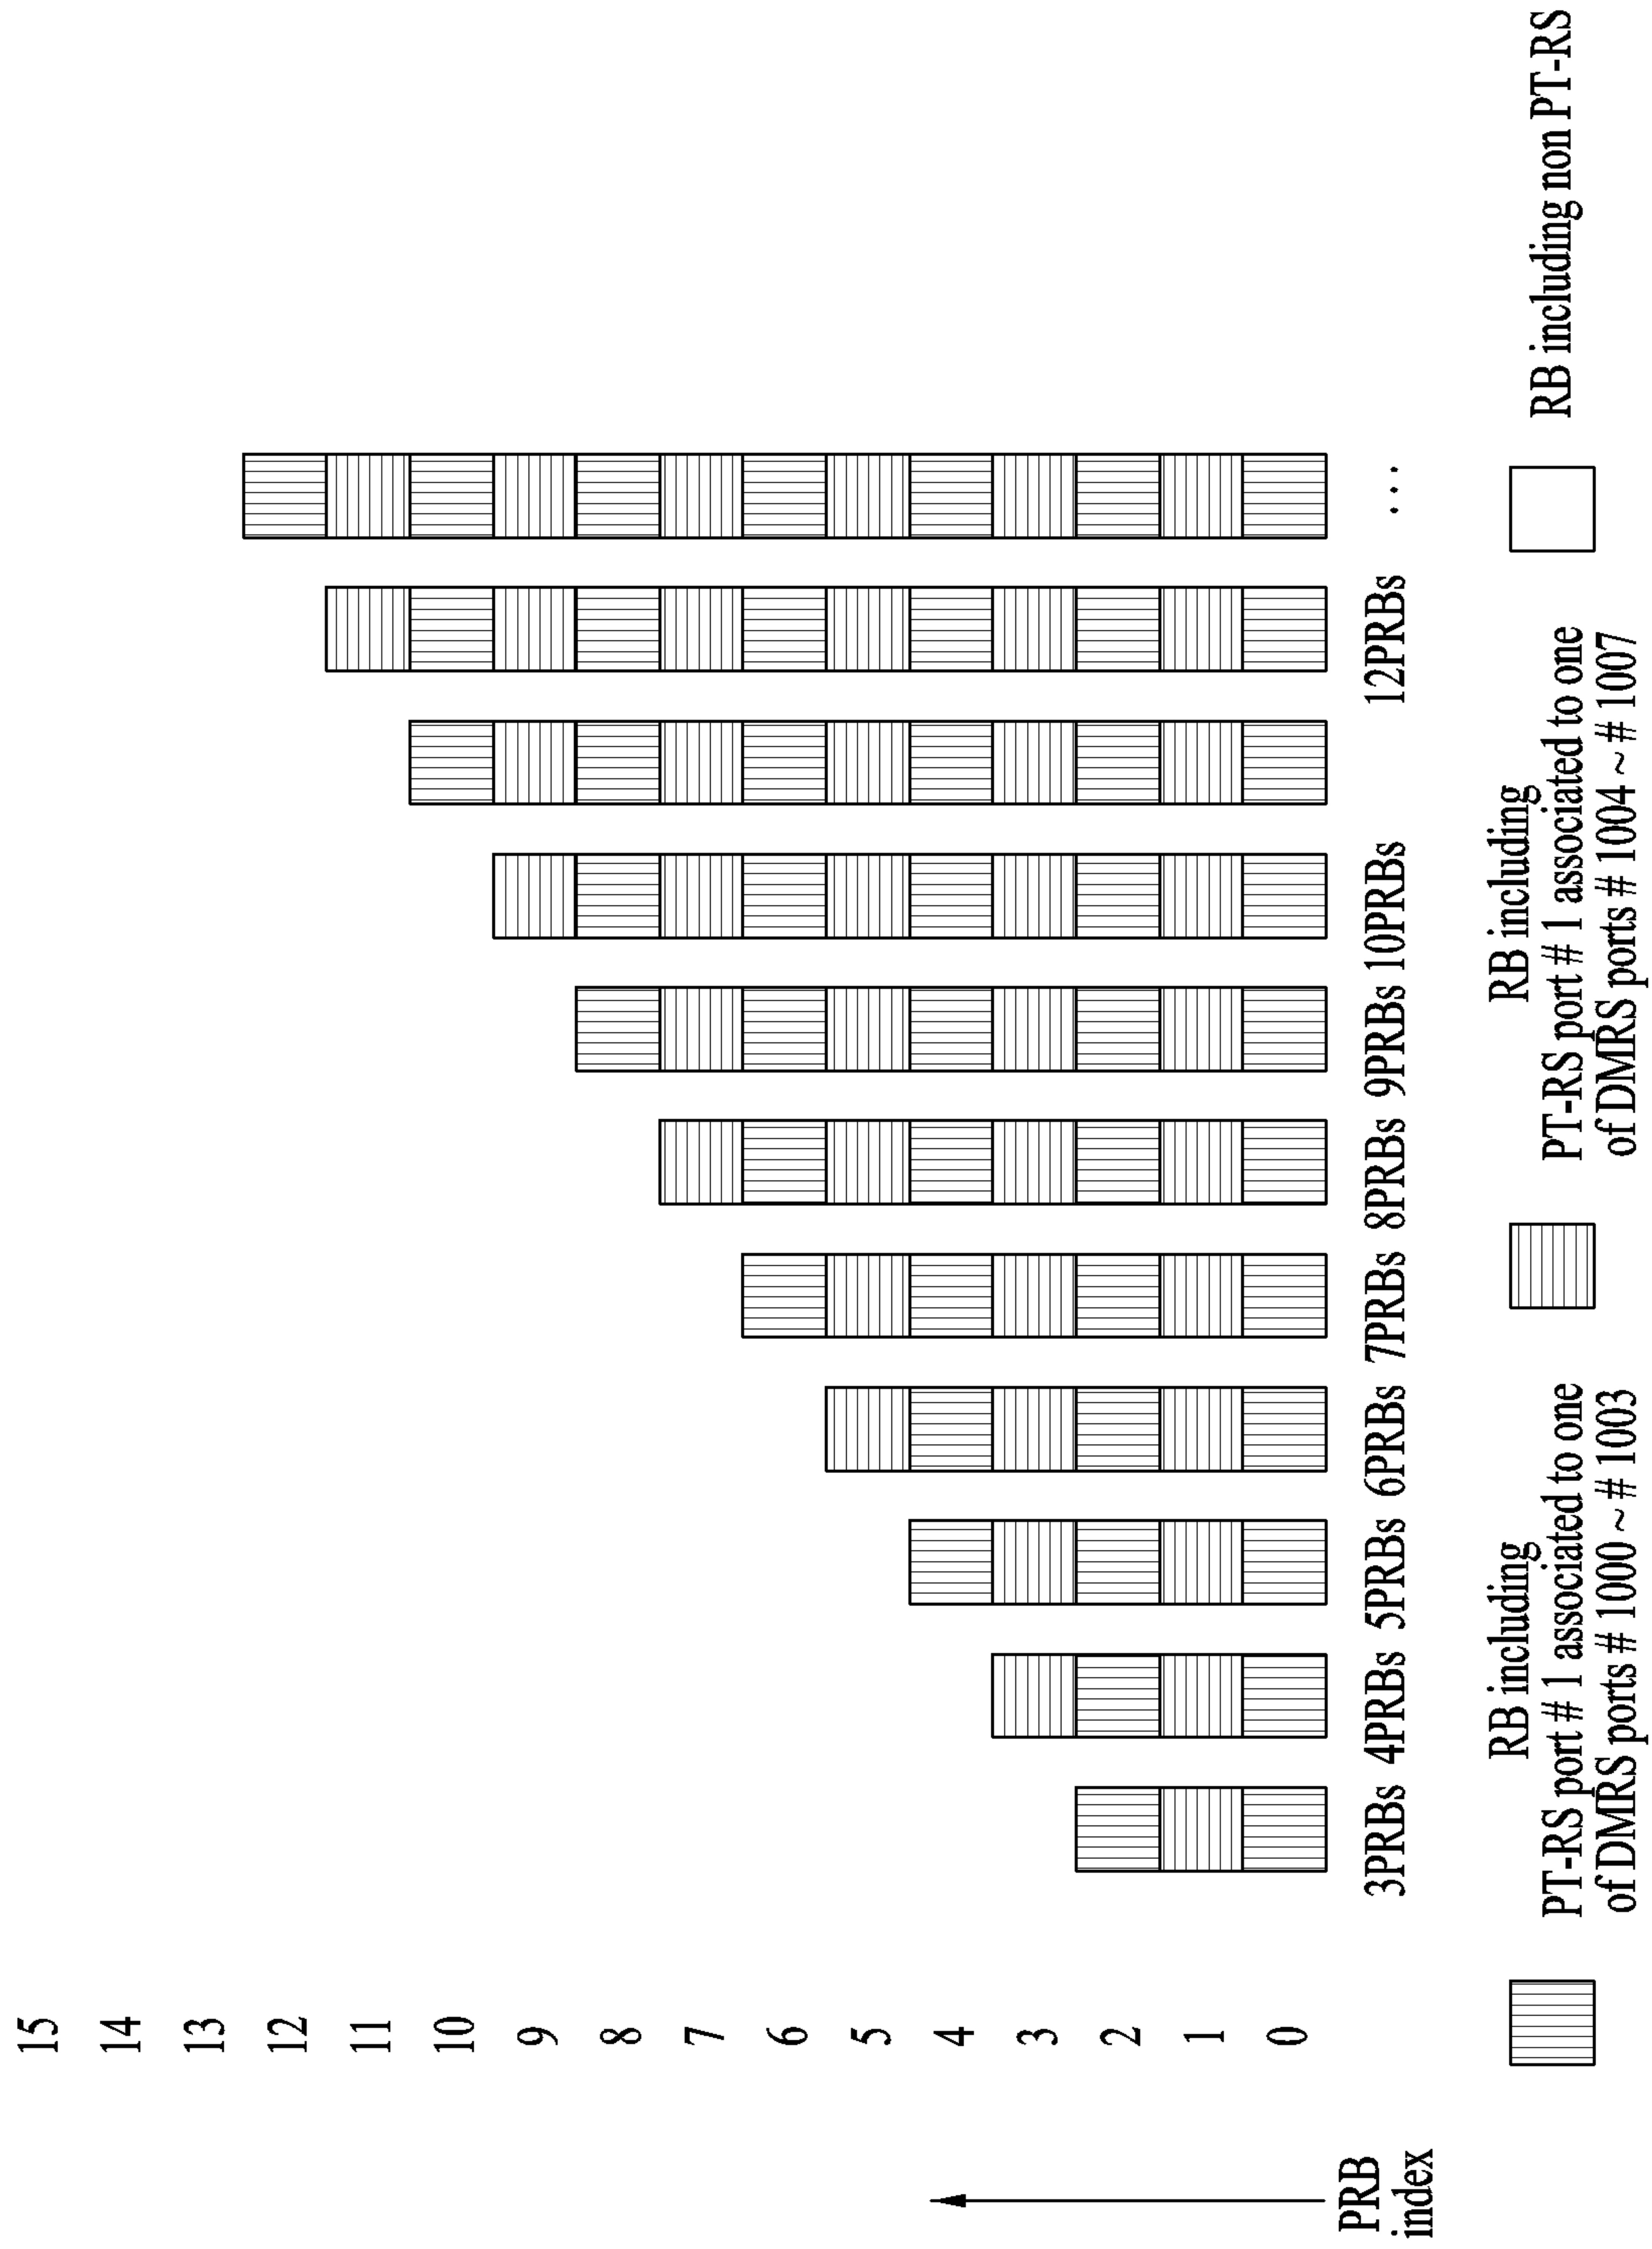 15
14
13
12
11
10
9
8
7
6
5
4
3
2
1
0
PRB
index
3PRBs
4PRBs
5PRBs
6PRBs
7PRBs
8PRBs
9PRBs
10PRBs
12PRBs
...
RB including
PT-RS port # 1 associated to one
of DMRS ports # 1000 ~ # 1003
RB including
PT-RS port # 1 associated to one
of DMRS ports # 1004 ~ # 1007
RB including non PT-RS